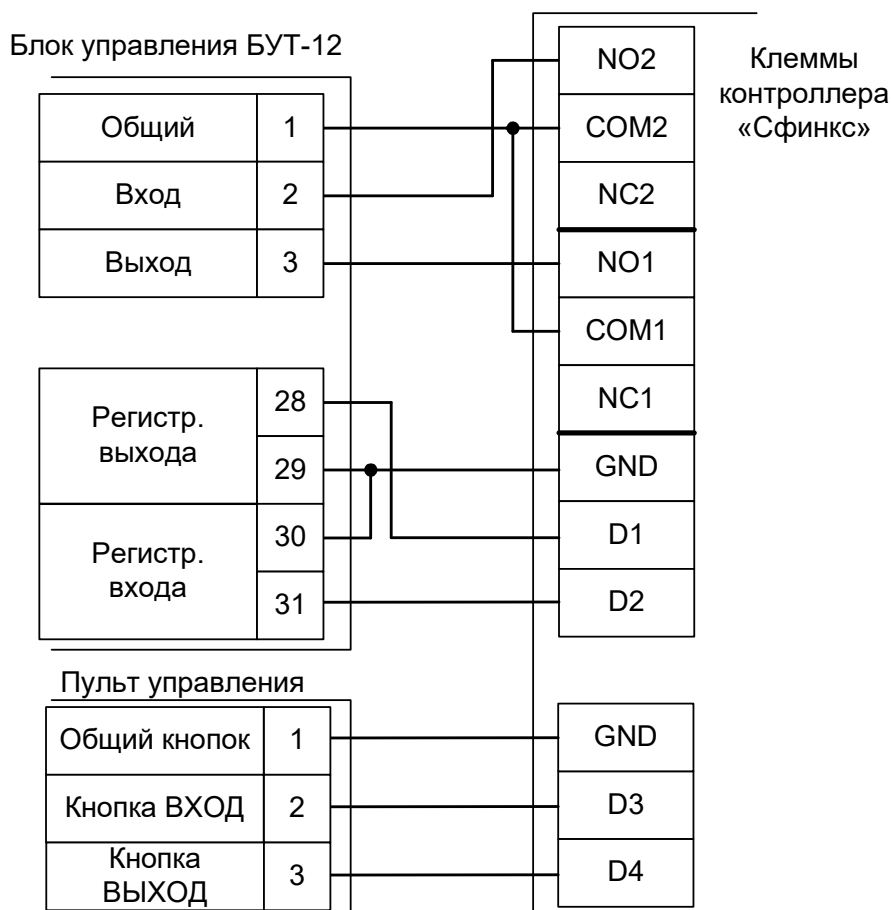 Блок управления БУТ-12
Клеммы
контроллера
«Сфинкс»
Общий 1
Вход 2
Выход 3
NO2
COM2
NC2
NO1
COM1
NC1
Регистр.
выхода
28
29
Регистр.
входа
30
31
GND
D1
D2
Пульт управления
Общий кнопок 1
Кнопка ВХОД 2
Кнопка
ВЫХОД
3
GND
D3
D4